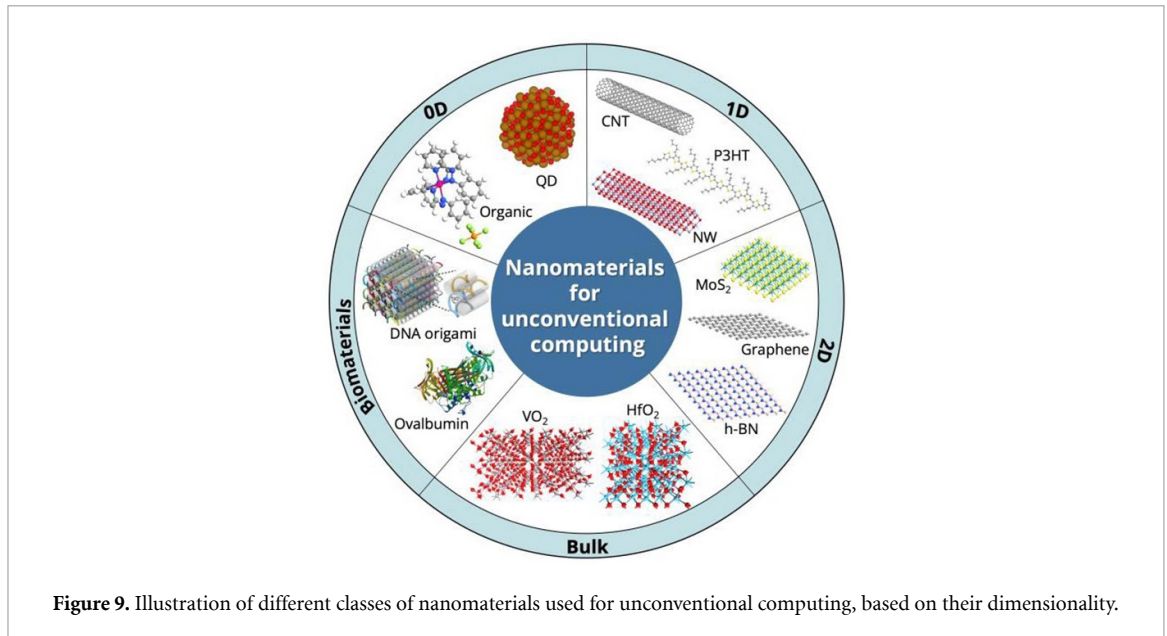 0D
1D
CNT
P3HT
QD
Organic
NW
Nanomaterials
for
unconventional
computing
MoS₂
Graphene
2D
h-BN
DNA origami
Ovalbumin
Biomaterials
VO₂
HfO₂
Bulk
Figure 9. Illustration of different classes of nanomaterials used for unconventional computing, based on their dimensionality.